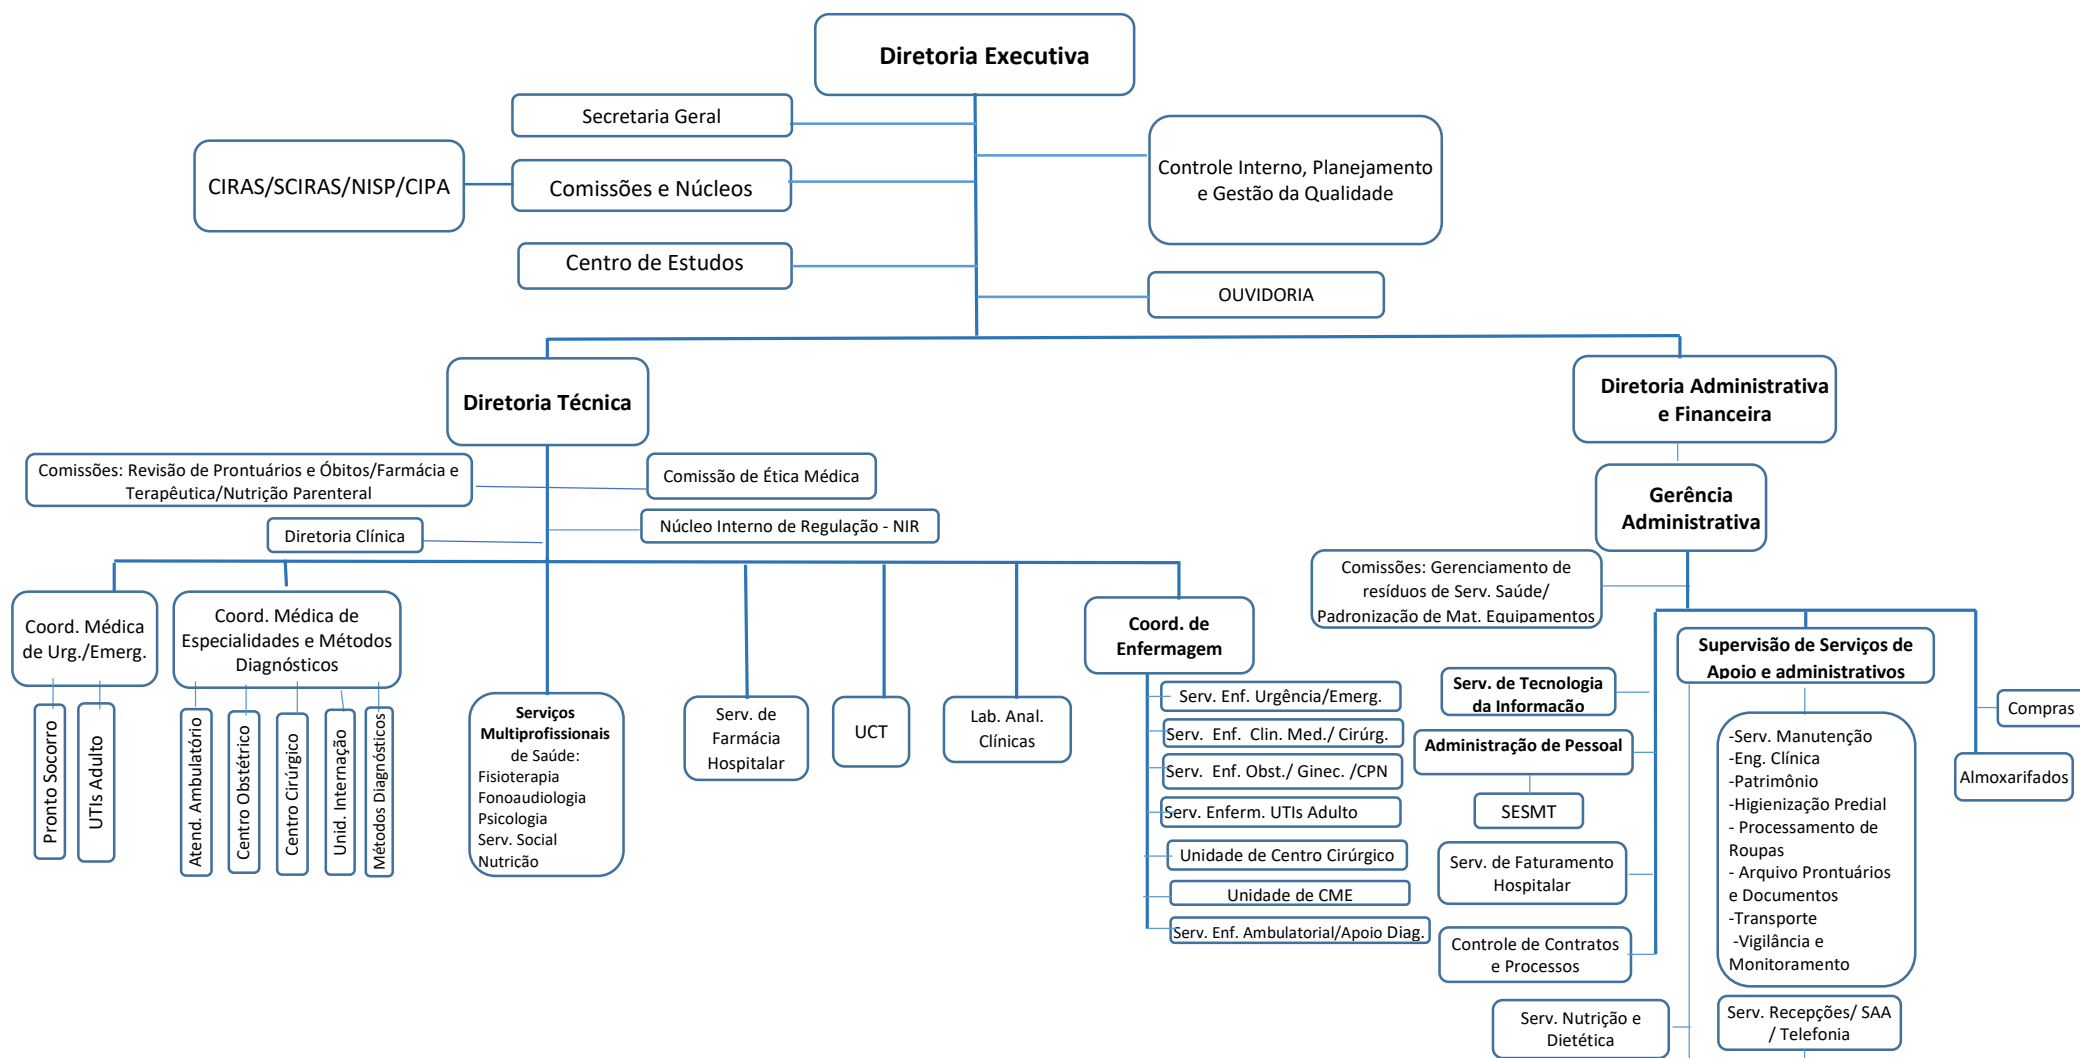 Diretoria Executiva
Secretaria Geral
Controle Interno, Planejamento
e Gestão da Qualidade
CIRAS/SCIRAS/NISP/CIPA
Comissões e Núcleos
Centro de Estudos
OUVIDORIA
Diretoria Técnica
Diretoria Administrativa
e Financeira
Comissões: Revisão de Prontuários e Óbitos/Farmácia e
Terapêutica/Nutrição Parenteral
Comissão de Ética Médica
Núcleo Interno de Regulação - NIR
Diretoria Clínica
Gerência
Administrativa
Comissões: Gerenciamento de
resíduos de Serv. Saúde/
Padronização de Mat. Equipamentos
Coord. Médica
de Urg./Emerg.
Pronto Socorro
UTIs Adulto
Coord. Médica de
Especialidades e Métodos
Diagnósticos
Atend. Ambulatório
Centro Obstétrico
Centro Cirúrgico
Unid. Internação
Métodos Diagnósticos
Serviços
Multiprofissionais
de Saúde:
Fisioterapia
Fonoaudiologia
Psicologia
Serv. Social
Nutrição
Serv. de
Farmácia
Hospitalar
UCT
Lab. Anal.
Clínicas
Coord. de
Enfermagem
Serv. Enf. Urgência/Emerg.
Serv. Enf. Clin. Med./ Cirúrg.
Serv. Enf. Obst./ Ginec. /CPN
Serv. Enferm. UTIs Adulto
Unidade de Centro Cirúrgico
Unidade de CME
Serv. Enf. Ambulatorial/Apoio Diag.
Serv. de Tecnologia
da Informacão
Administração de Pessoal
SESMT
Serv. de Faturamento
Hospitalar
Controle de Contratos
e Processos
Supervisão de Serviços de
Apoio e administrativos
-Serv. Manutenção
-Eng. Clínica
-Patrimônio
-Higienização Predial
- Processamento de
Roupas
- Arquivo Prontuários
e Documentos
-Transporte
-Vigilância e
Monitoramento
Serv. Nutrição e
Dietética
Serv. Recepções/ SAA
/ Telefonia
Compras
Almoxarifados